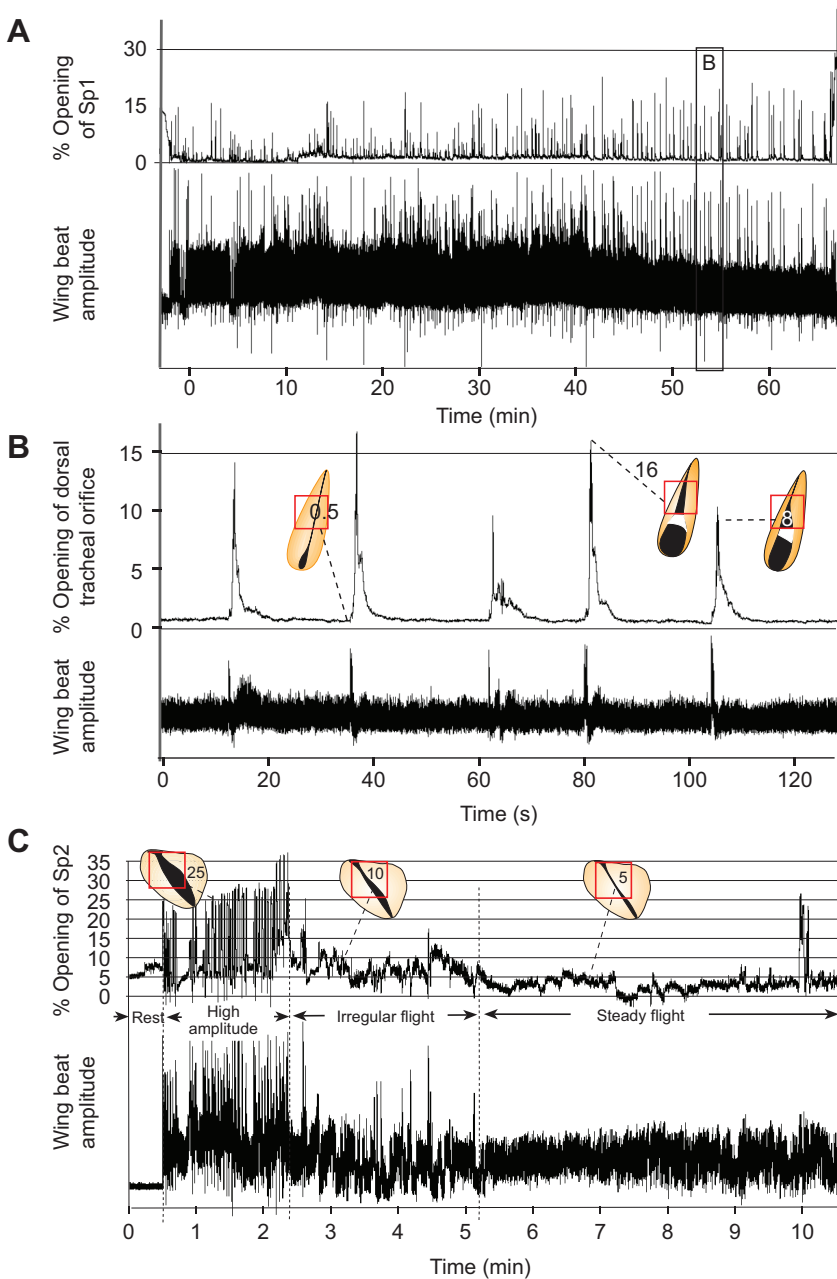 A
% Opening
of Sp1
30
15
0
B
Wing beat
amplitude
0 10 20 30 40 50 60
Time (min)
B
% Opening of dorsal
tracheal orifice
15
10
5
0
0.5
16
8
Wing beat
amplitude
0 20 40 60 80 100 120
Time (s)
C
% Opening of Sp2
35
30
25
20
15
10
5
0
25
10
5
Rest
High
amplitude
Irregular flight
Steady flight
Wing beat
amplitude
0 1 2 3 4 5 6 7 8 9 10
Time (min)